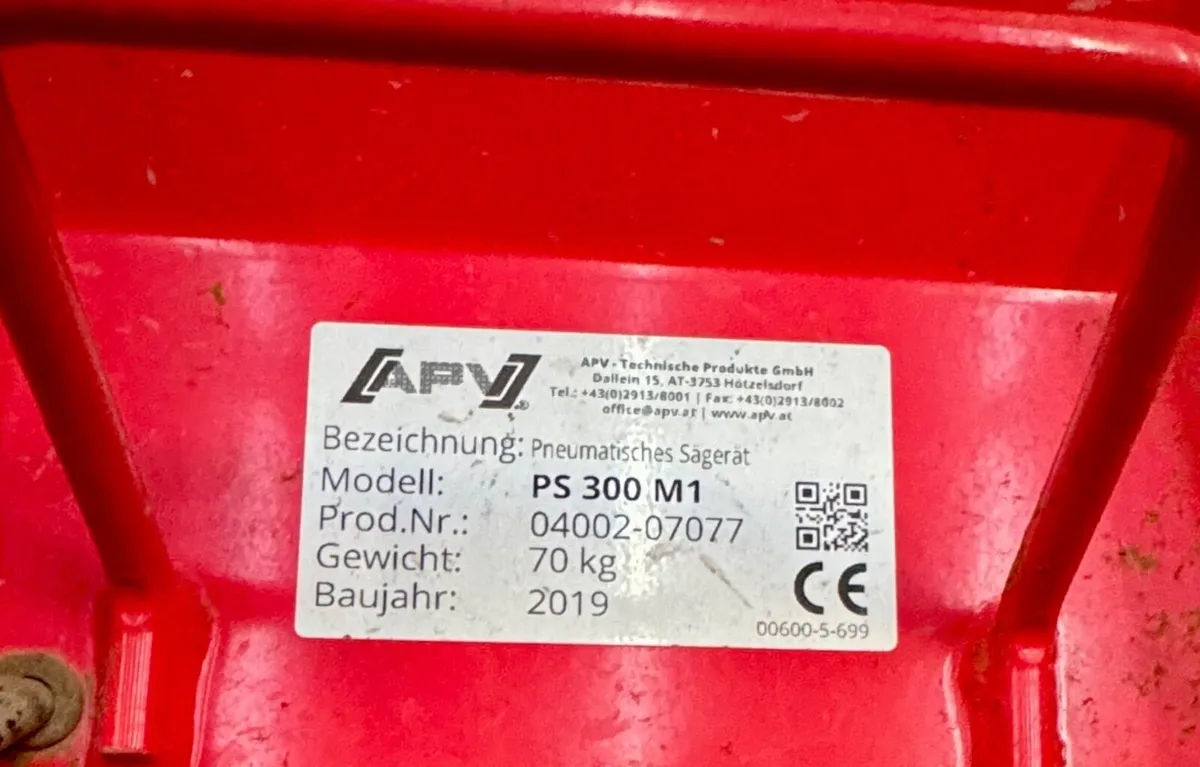 APV®
APV - Technische Produkte GmbH
Dallein 15, AT-3753 Hötzelsdorf
Tel.: +43(0)2913/8001 | Fax: +43(0)2913/8002
office@apv.at | www.apv.at
Bezeichnung: Pneumatisches Sägerät
Modell: PS 300 M1
Prod.Nr.: 04002-07077
Gewicht: 70 kg
Baujahr: 2019
CE
00600-5-699